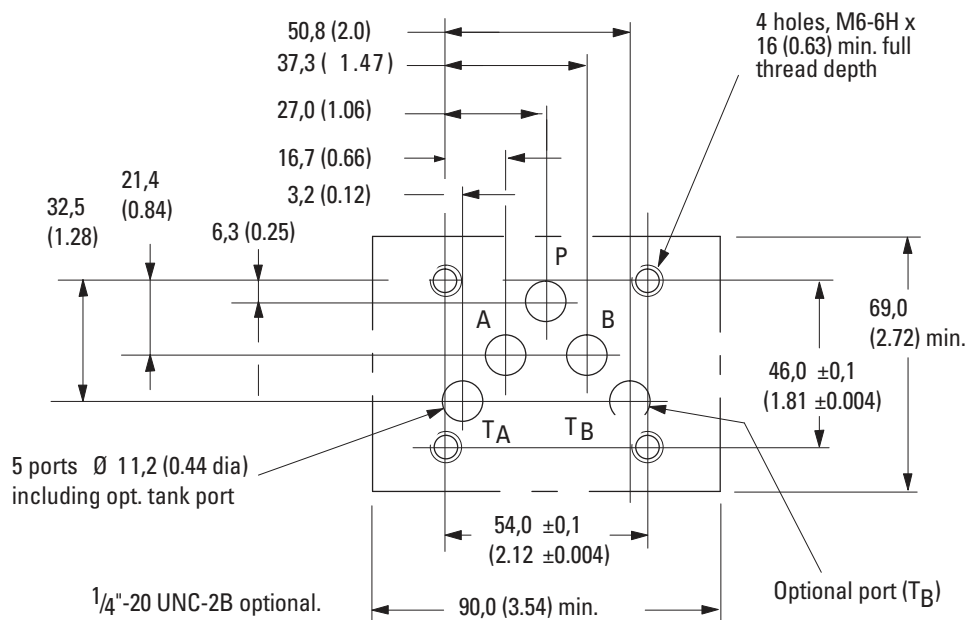 50,8 (2.0)
37,3 ( 1.47)
27,0 (1.06)
16,7 (0.66)
3,2 (0.12)
21,4
(0.84)
32,5
(1.28)
6,3 (0.25)
4 holes, M6-6H x
16 (0.63) min. full
thread depth
P
A
B
TA
TB
69,0
(2.72) min.
46,0 ±0,1
(1.81 ±0.004)
5 ports Ø 11,2 (0.44 dia)
including opt. tank port
54,0 ±0,1
(2.12 ±0.004)
1/4"-20 UNC-2B optional.
90,0 (3.54) min.
Optional port (TB)